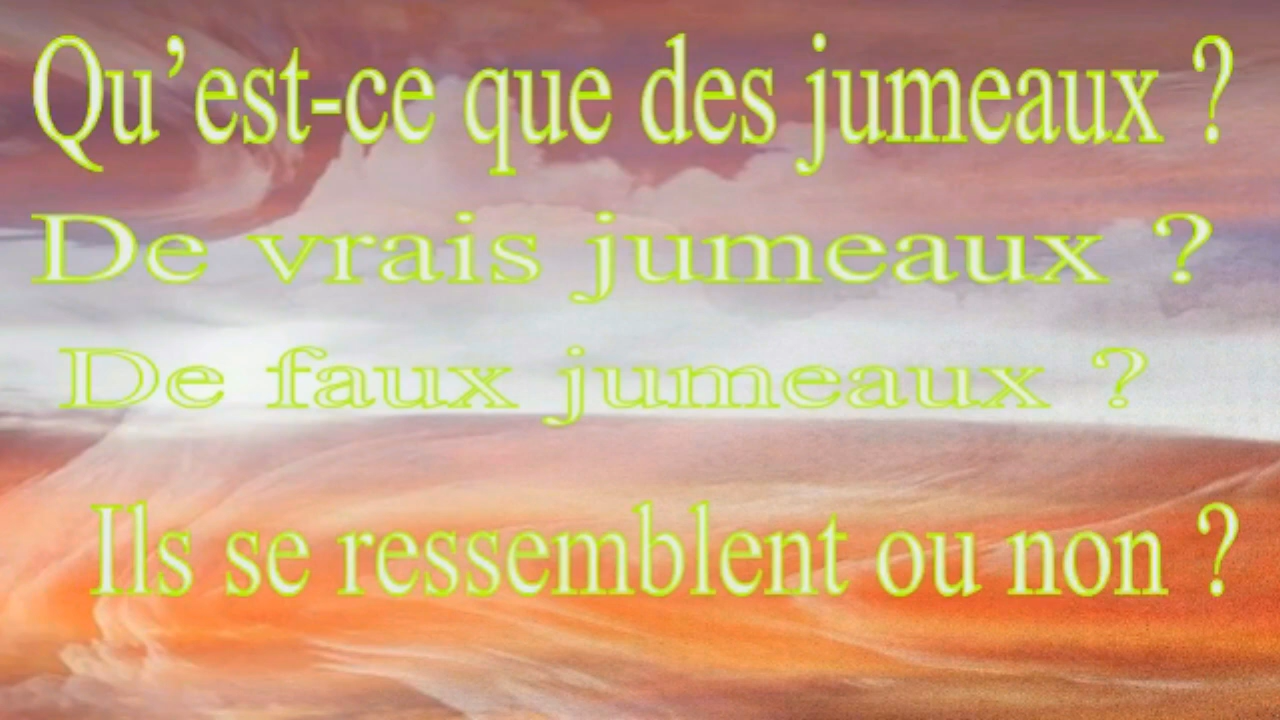 Qu’est-ce que des jumeaux ?
De vrais jumeaux ?
De faux jumeaux ?
Ils se ressemblent ou non ?